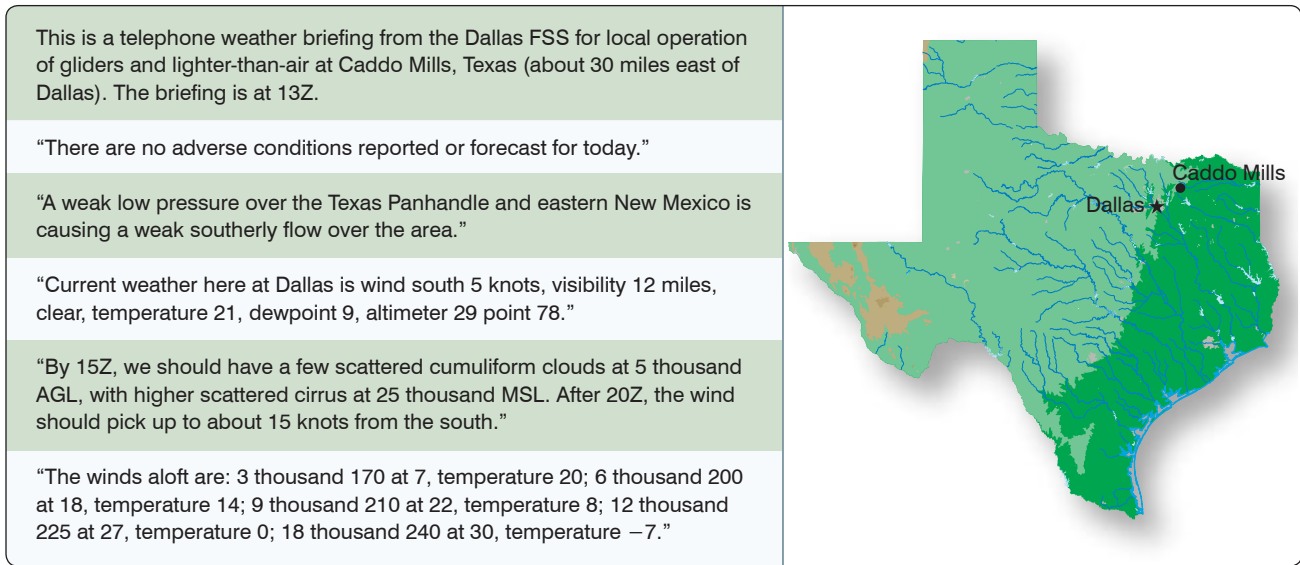 This is a telephone weather briefing from the Dallas FSS for local operation
of gliders and lighter-than-air at Caddo Mills, Texas (about 30 miles east of
Dallas). The briefing is at 13Z.
“There are no adverse conditions reported or forecast for today.”
“A weak low pressure over the Texas Panhandle and eastern New Mexico is
causing a weak southerly flow over the area.”
“Current weather here at Dallas is wind south 5 knots, visibility 12 miles,
clear, temperature 21, dewpoint 9, altimeter 29 point 78.”
“By 15Z, we should have a few scattered cumuliform clouds at 5 thousand
AGL, with higher scattered cirrus at 25 thousand MSL. After 20Z, the wind
should pick up to about 15 knots from the south.”
“The winds aloft are: 3 thousand 170 at 7, temperature 20; 6 thousand 200
at 18, temperature 14; 9 thousand 210 at 22, temperature 8; 12 thousand
225 at 27, temperature 0; 18 thousand 240 at 30, temperature −7.”
Caddo Mills
Dallas